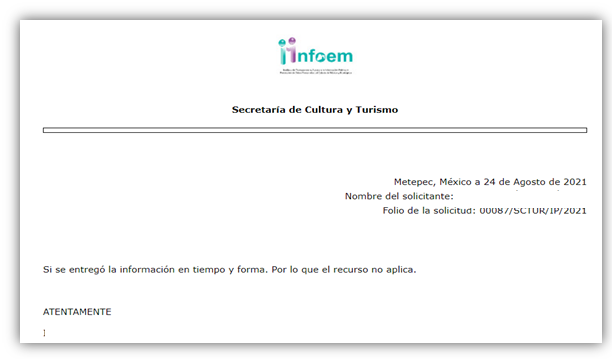 infoem
Secretaría de Cultura y Turismo
Metepec, México a 24 de Agosto de 2021
Nombre del solicitante:
Folio de la solicitud: 00087/SCTUR/IP/2021
Si se entregó la información en tiempo y forma. Por lo que el recurso no aplica.
ATENTAMENTE